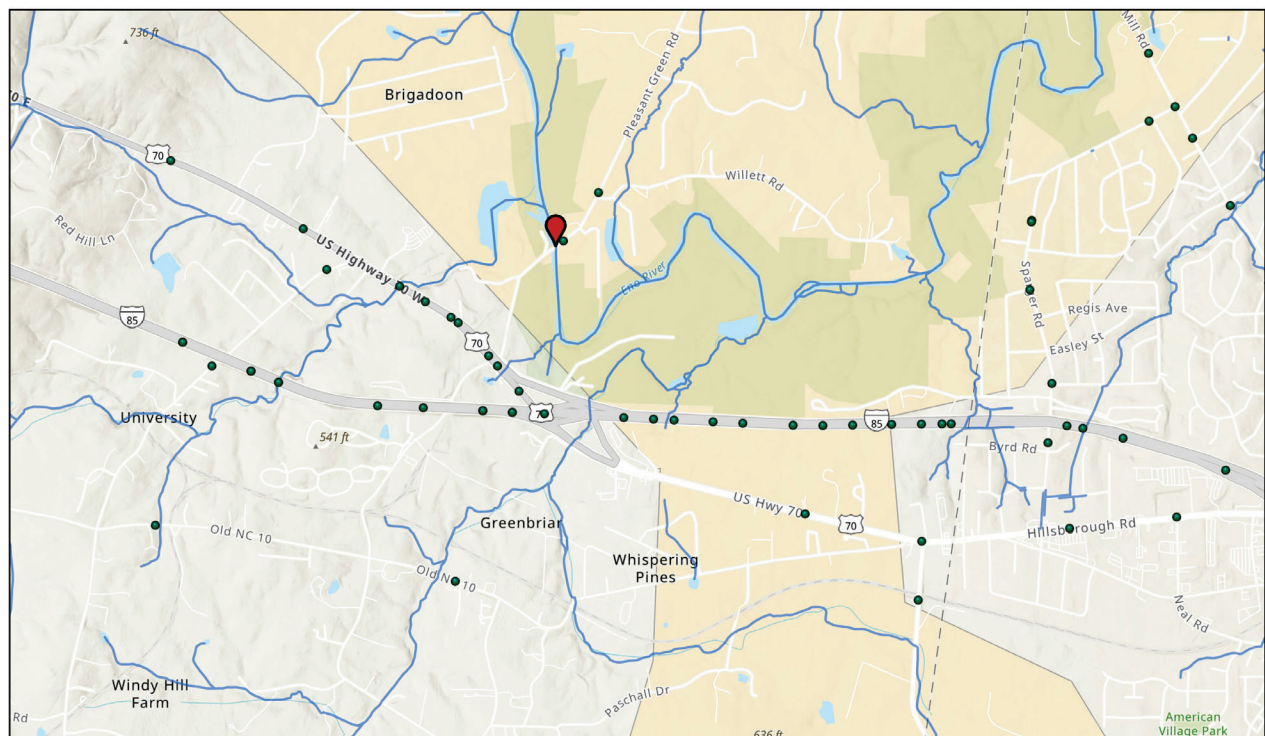 736 ft
Mill Rd
Brigadoon
Pleasant Green Rd
70
Willett Rd
Red Hill Ln
US Highway 70 W
Eno River
Spangler Rd
85
Regis Ave
70
Easley St
University
541 ft
85
Byrd Rd
US Hwy 70
70
Hillsborough Rd
Old NC 10
Greenbriar
Whispering
Pines
Old NC 10
Neal Rd
Windy Hill
Farm
Paschall Dr
Rd
American
Village Park
636 ft